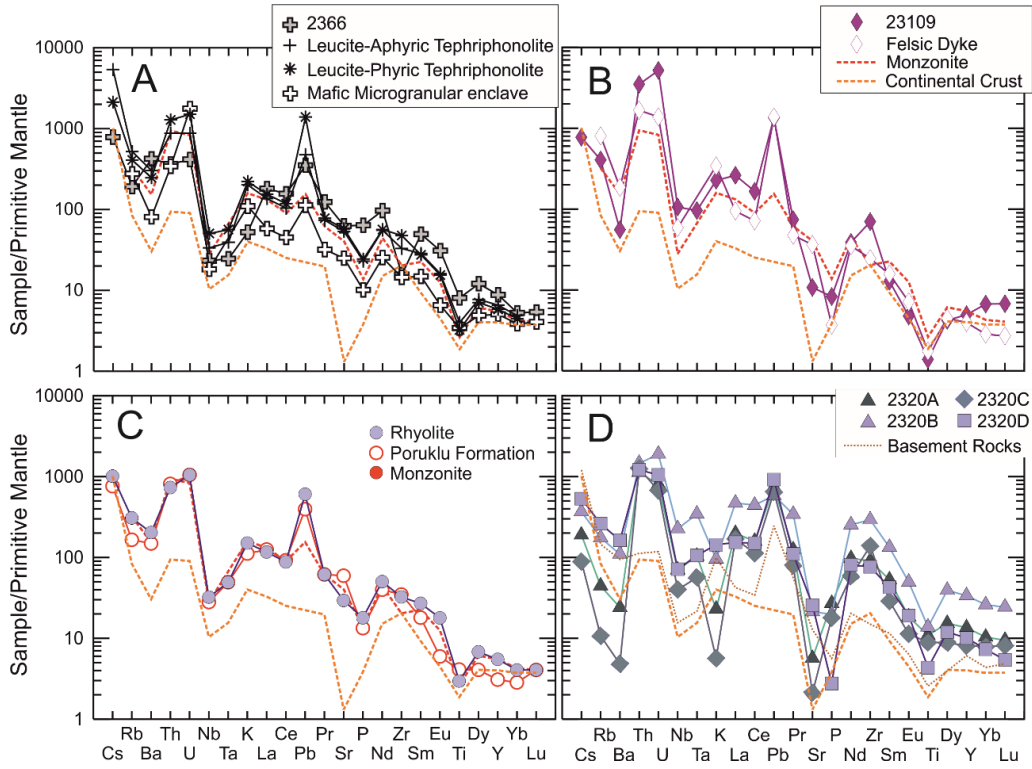 2366
Leucite-Aphyric Tephriphonolite
Leucite-Phyric Tephriphonolite
Mafic Microgranular enclave
23109
Felsic Dyke
Monzonite
Continental Crust
A
B
Sample/Primitive Mantle
10000
1000
100
10
1
C
Rhyolite
Poruklu Formation
Monzonite
D
2320A 2320C
2320B 2320D
Basement Rocks
Sample/Primitive Mantle
10000
1000
100
10
1
Rb Th Nb K Ce Pr P Zr Eu Dy Yb
Cs Ba U Ta La Pb Sr Nd Sm Ti Y Lu
Rb Th Nb K Ce Pr P Zr Eu Dy Yb
Cs Ba U Ta La Pb Sr Nd Sm Ti Y Lu